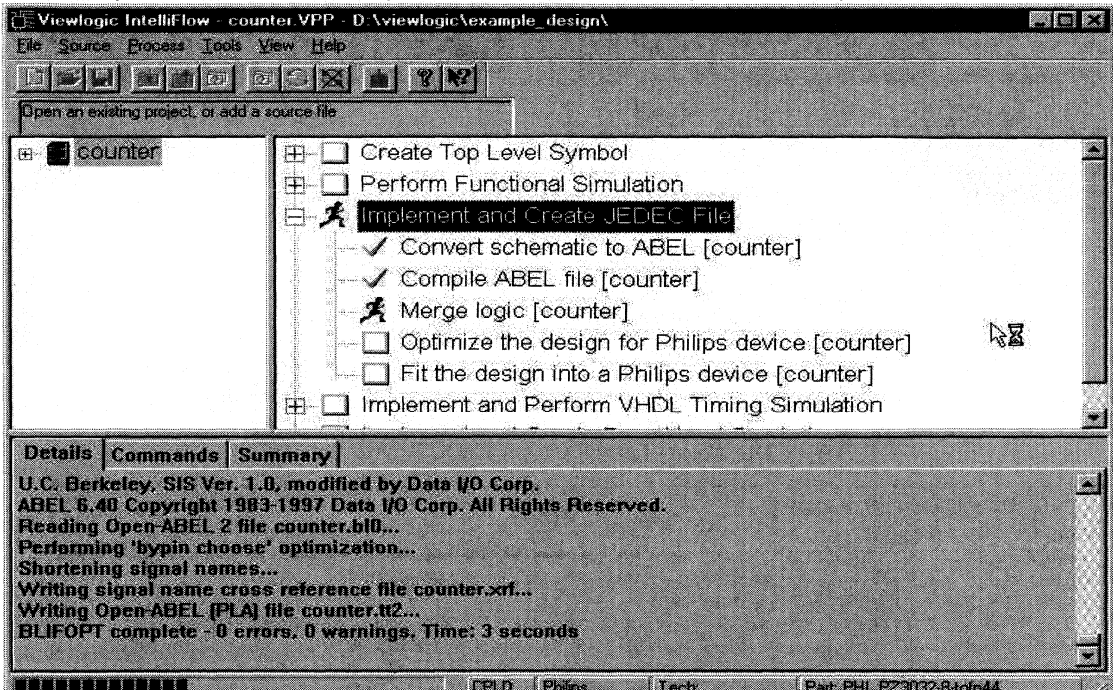 Viewlogic IntelliFlow - counter.VPP - D:\viewlogic\example_design\
File Source Process Tools View Help
Open an existing project, or add a source file
counter
Create Top Level Symbol
Perform Functional Simulation
Implement and Create JEDEC File
Convert schematic to ABEL [counter]
Compile ABEL file [counter]
Merge logic [counter]
Optimize the design for Philips device [counter]
Fit the design into a Philips device [counter]
Implement and Perform VHDL Timing Simulation
Details Commands Summary
U.C. Berkeley, SIS Ver. 1.0, modified by Data I/O Corp.
ABEL 6.40 Copyright 1983-1997 Data I/O Corp. All Rights Reserved.
Reading Open-ABEL 2 file counter.bl0...
Performing 'bypin choose' optimization...
Shortening signal names...
Writing signal name cross reference file counter.xrf...
Writing Open-ABEL (PLA) file counter.tt2...
BLIFOPT complete - 0 errors, 0 warnings, Time: 3 seconds
CPLD Philips Tech: Part: PHI